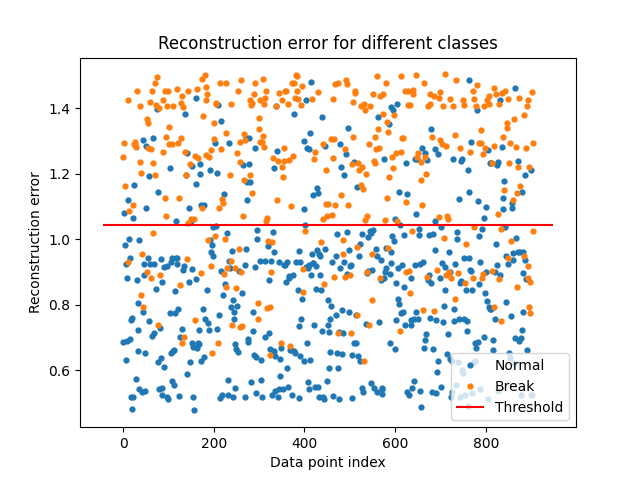 Reconstruction error for different classes
Reconstruction error
1.4
1.2
1.0
0.8
0.6
0
200
400
600
800
Data point index
Normal
Break
Threshold